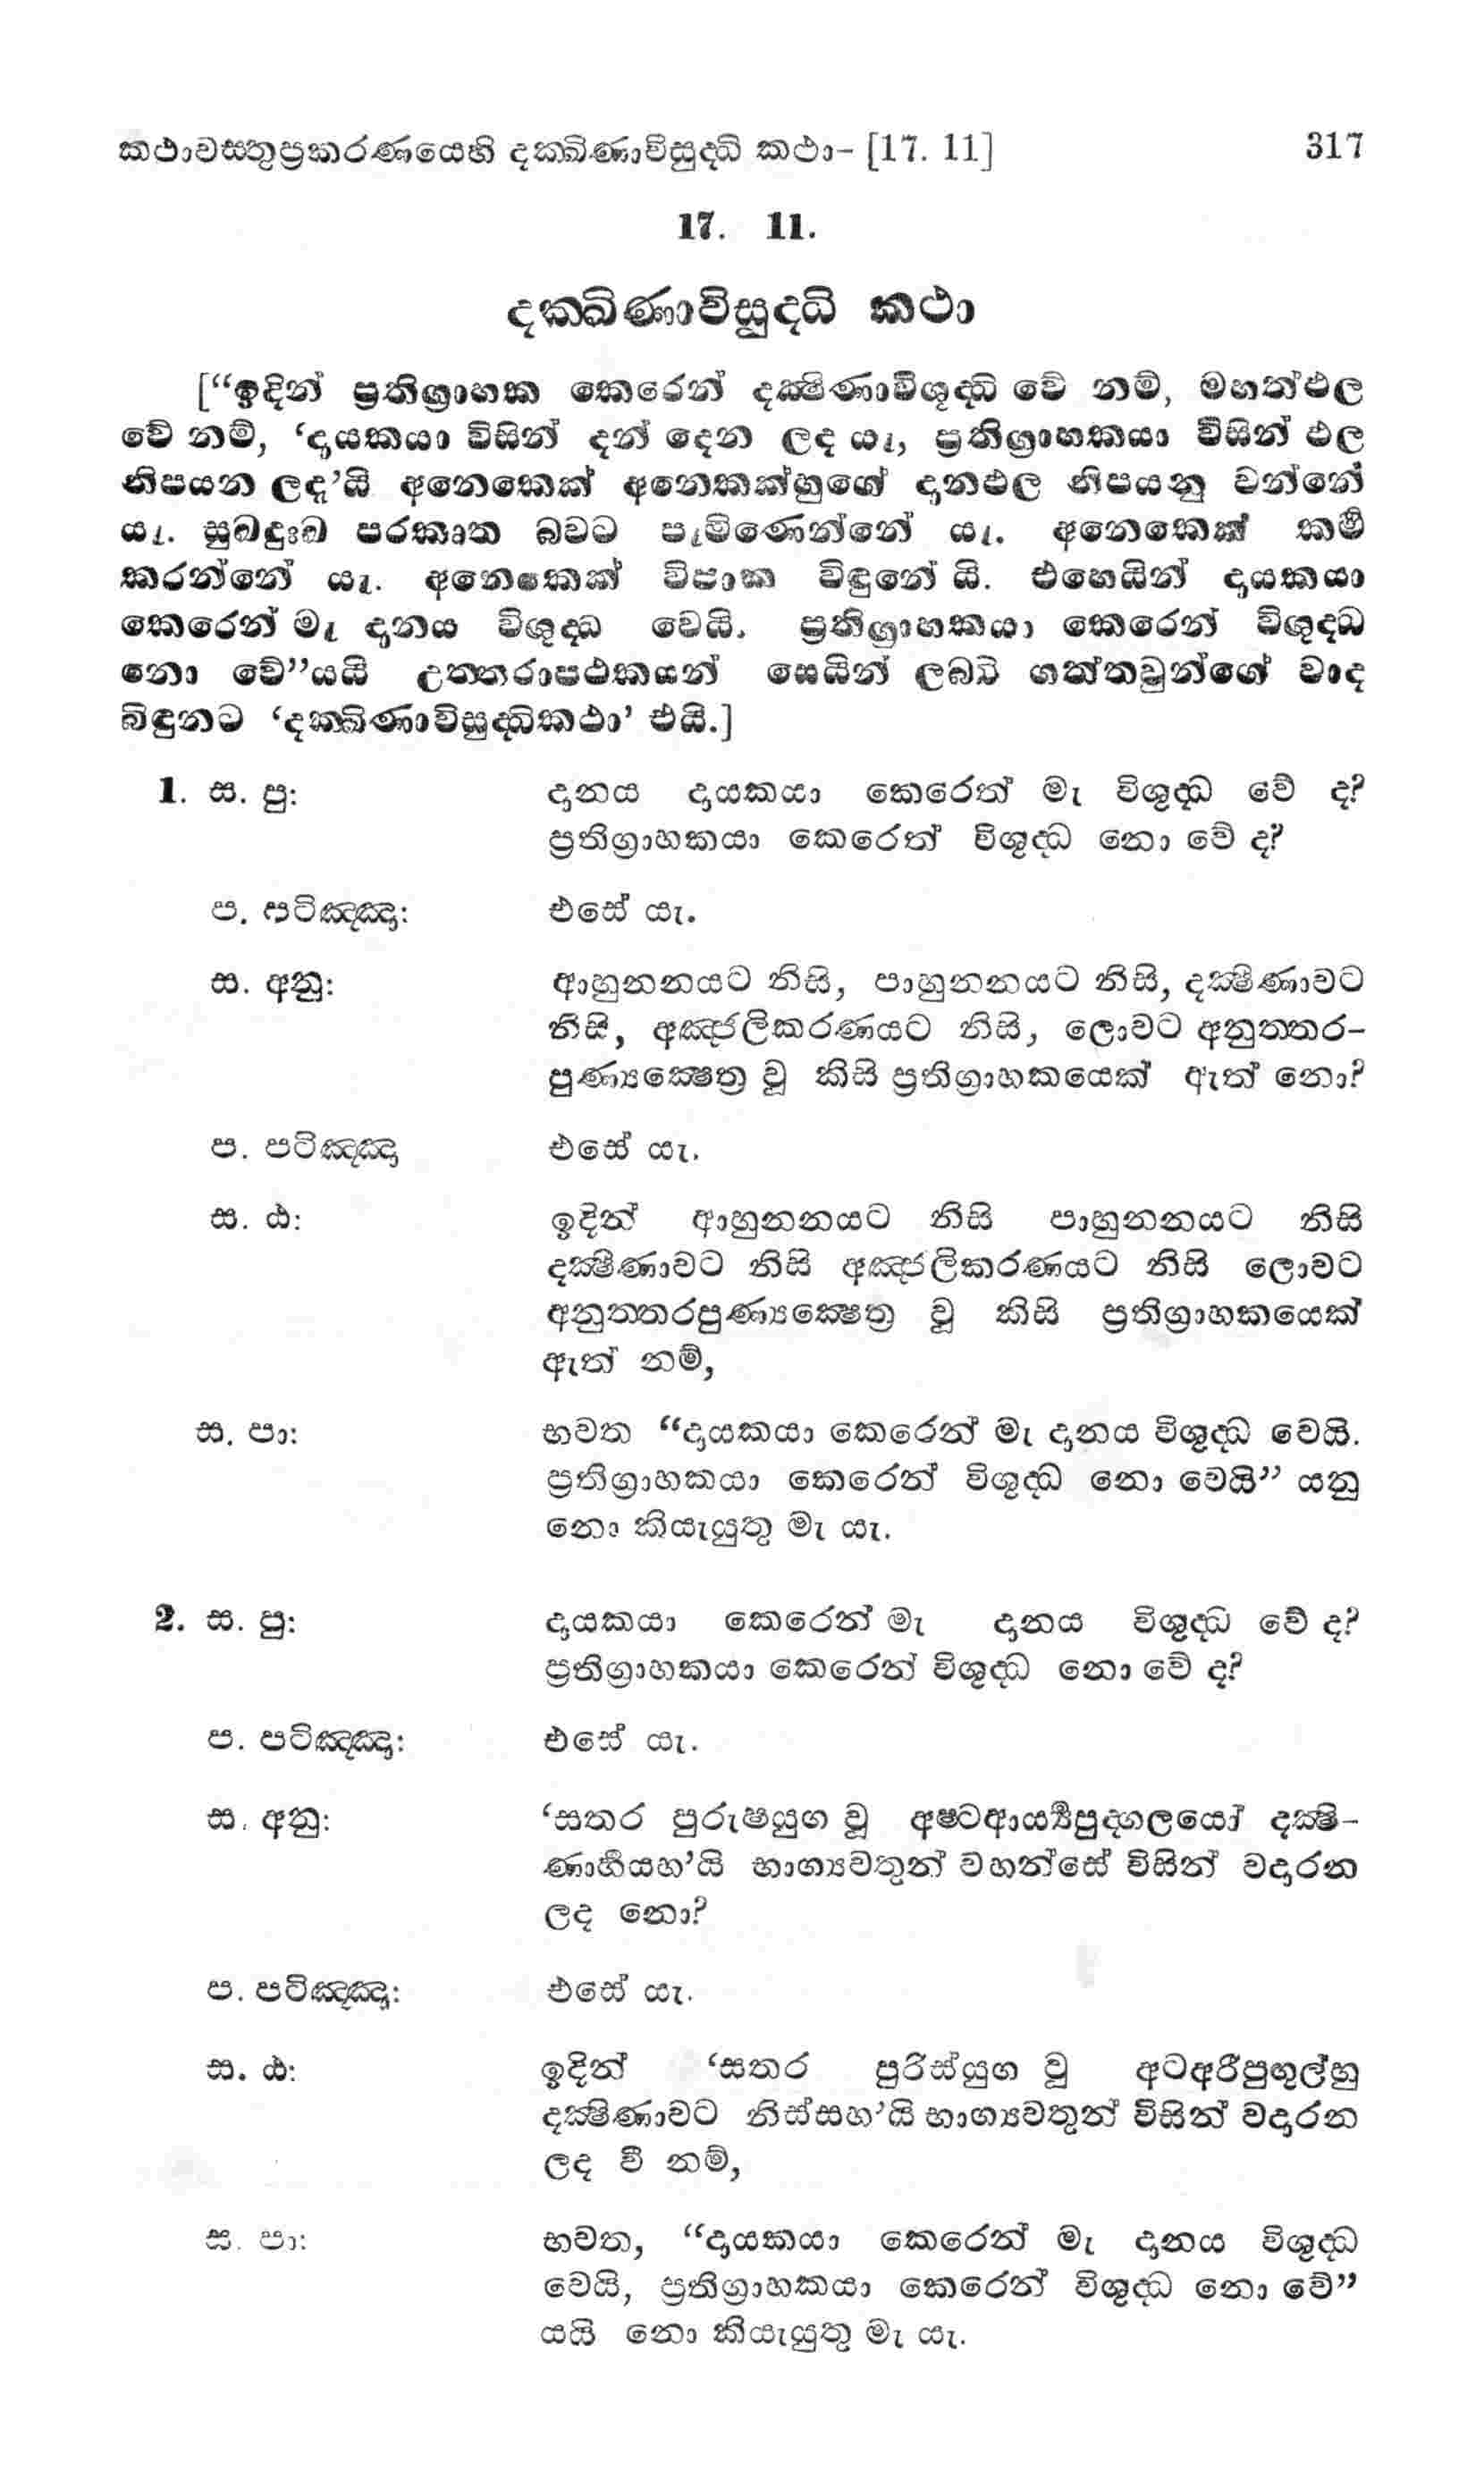 කථාවස්තුප්‍රකරණයෙහි දක්ඛිණාවිසුද්ධි කථා- [17. 11] 317
17. 11.
දක්ඛිණාවිසුද්ධි කථා
[“ඉදින් ප්‍රතිග්‍රාහක කෙරෙන් දක්ෂිණාවිශුද්ධි වේ නම්, මහත්ඵල
වේ නම්, ‘දායකයා විසින් දන් දෙන ලද යැ, ප්‍රතිග්‍රාහකයා විසින් ඵල
නිපයන ලදැ’යි අනෙකෙක් අනෙකක්හුගේ දානඵල නිපයනු වන්නේ
යැ. සුඛදුඃඛ පරකෘත බවට පැමිණෙන්නේ යැ. අනෙකෙක් කර්‍ම
කරන්නේ යැ. අනෙකෙක් විපාක විඳුනේ යි. එහෙයින් දායකයා
කෙරෙන් මැ දානය විශුද්ධ වෙයි. ප්‍රතිග්‍රාහකයා කෙරෙන් විශුද්ධ
නො වේ”යයි උත්තරාපථකයන් සෙයින් ලබ්ධි ගත්තවුන්ගේ වාද
බිඳුනට ‘දක්ඛිණාවිසුද්ධිකථා’ එයි.]
1. ස. පු: දානය දායකයා කෙරෙන් මැ විශුද්ධ වේ ද?
ප්‍රතිග්‍රාහකයා කෙරෙන් විශුද්ධ නො වේ ද?
ප. පටිඤ්ඤා: එසේ යැ.
ස. අනු: ආහුනනයට නිසි, පාහුනනයට නිසි, දක්ෂිණාවට
නිසි, අඤ්ජලිකරණයට නිසි, ලොවට අනුත්තර-
පුණ්‍යක්ෂෙත්‍ර වූ කිසි ප්‍රතිග්‍රාහකයෙක් ඇත් නො?
ප. පටිඤ්ඤා එසේ යැ.
ස. ඨ: ඉදින් ආහුනනයට නිසි පාහුනනයට නිසි
දක්ෂිණාවට නිසි අඤ්ජලිකරණයට නිසි ලොවට
අනුත්තරපුණ්‍යක්ෂෙත්‍ර වූ කිසි ප්‍රතිග්‍රාහකයෙක්
ඇත් නම්,
ස. පා: භවත “දායකයා කෙරෙන් මැ දානය විශුද්ධ වෙයි.
ප්‍රතිග්‍රාහකයා කෙරෙන් විශුද්ධ නො වෙයි” යනු
නො කියැයුතු මැ යැ.
2. ස. පු: දායකයා කෙරෙන් මැ දානය විශුද්ධ වේ ද?
ප්‍රතිග්‍රාහකයා කෙරෙන් විශුද්ධ නො වේ ද?
ප. පටිඤ්ඤා: එසේ යැ.
ස. අනු: ‘සතර පුරුෂයුග වූ අෂ්ටආර්‍ය්‍යපුද්ගලයෝ දක්ෂි-
ණාර්‍හයහ’යි භාග්‍යවතුන් වහන්සේ විසින් වදාරන
ලද නො?
ප. පටිඤ්ඤා: එසේ යැ.
ස. ඨ: ඉදින් ‘සතර පුරිස්යුග වූ අටඅරීපුඟුල්හු
දක්ෂිණාවට නිස්සහ’යි භාග්‍යවතුන් විසින් වදාරන
ලද වී නම්,
ස. පා: භවත, “දායකයා කෙරෙන් මැ දානය විශුද්ධ
වෙයි, ප්‍රතිග්‍රාහකයා කෙරෙන් විශුද්ධ නො වේ”
යයි නො කියැයුතු මැ යැ.